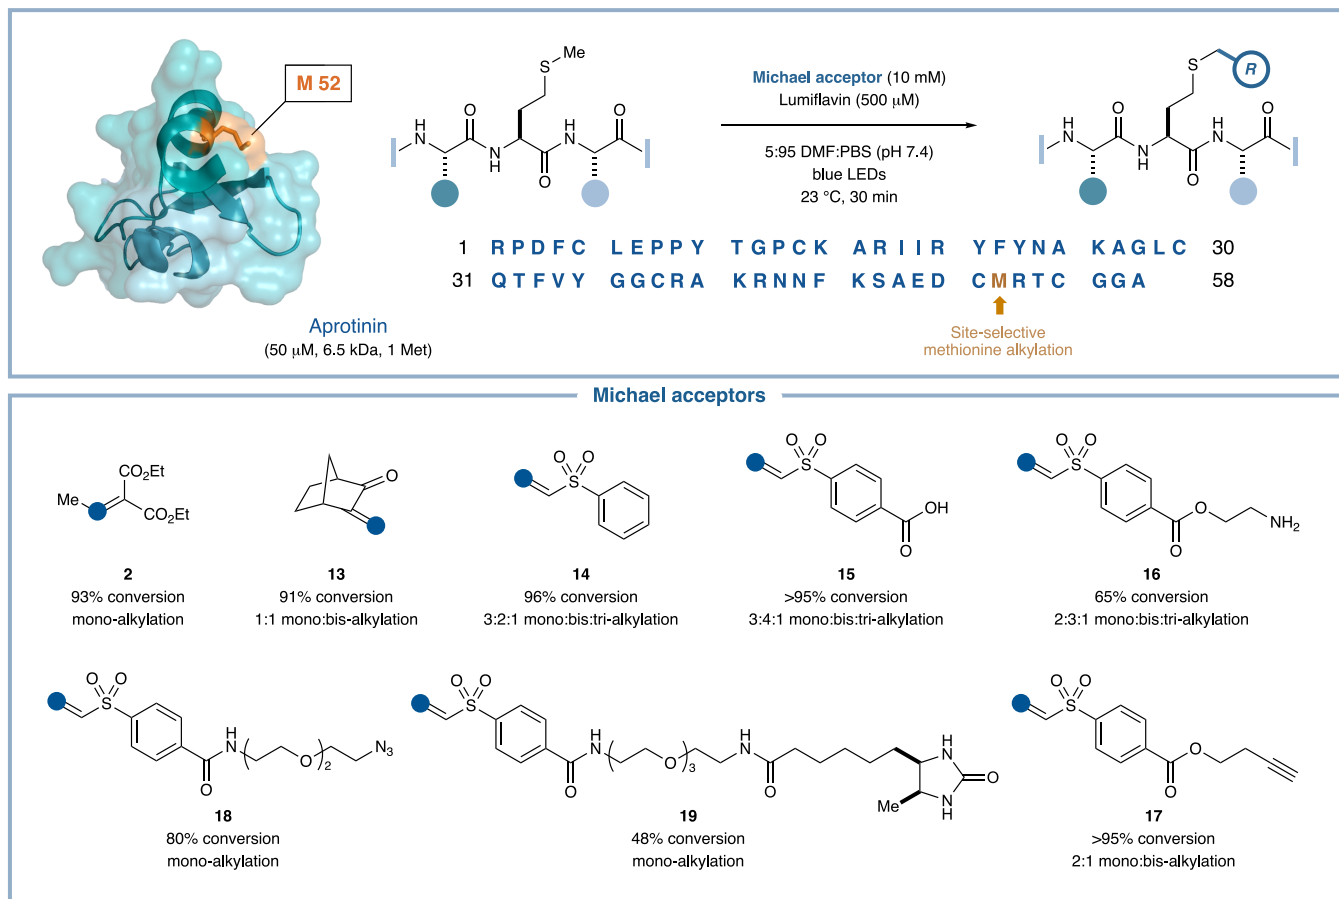 M 52
Aprotinin
(50 μM, 6.5 kDa, 1 Met)
S
Me
O
O
N
H
N
H
N
H
O
Michael acceptor (10 mM)
Lumiflavin (500 μM)
5:95 DMF:PBS (pH 7.4)
blue LEDs
23 °C, 30 min
S
R
O
O
N
H
N
H
N
H
O
1 RPDFC LEPPY TGPCK ARIIR YFYNA KAGLC 30
31 QTFVY GGCRA KRNNF KSAED CMRTC GGA 58
Site-selective
methionine alkylation
Michael acceptors
CO₂Et
Me
CO₂Et
2
93% conversion
mono-alkylation
O
13
91% conversion
1:1 mono:bis-alkylation
O O
S
14
96% conversion
3:2:1 mono:bis:tri-alkylation
O O
S
OH
O
15
>95% conversion
3:4:1 mono:bis:tri-alkylation
O O
S
O
NH₂
O
16
65% conversion
2:3:1 mono:bis:tri-alkylation
O O
S
H
N
O
O
2
N₃
18
80% conversion
mono-alkylation
O O
S
H
N
O
O
3
H
N
O
H
N
O
N
H
Me
19
48% conversion
mono-alkylation
O O
S
O
O
17
>95% conversion
2:1 mono:bis-alkylation